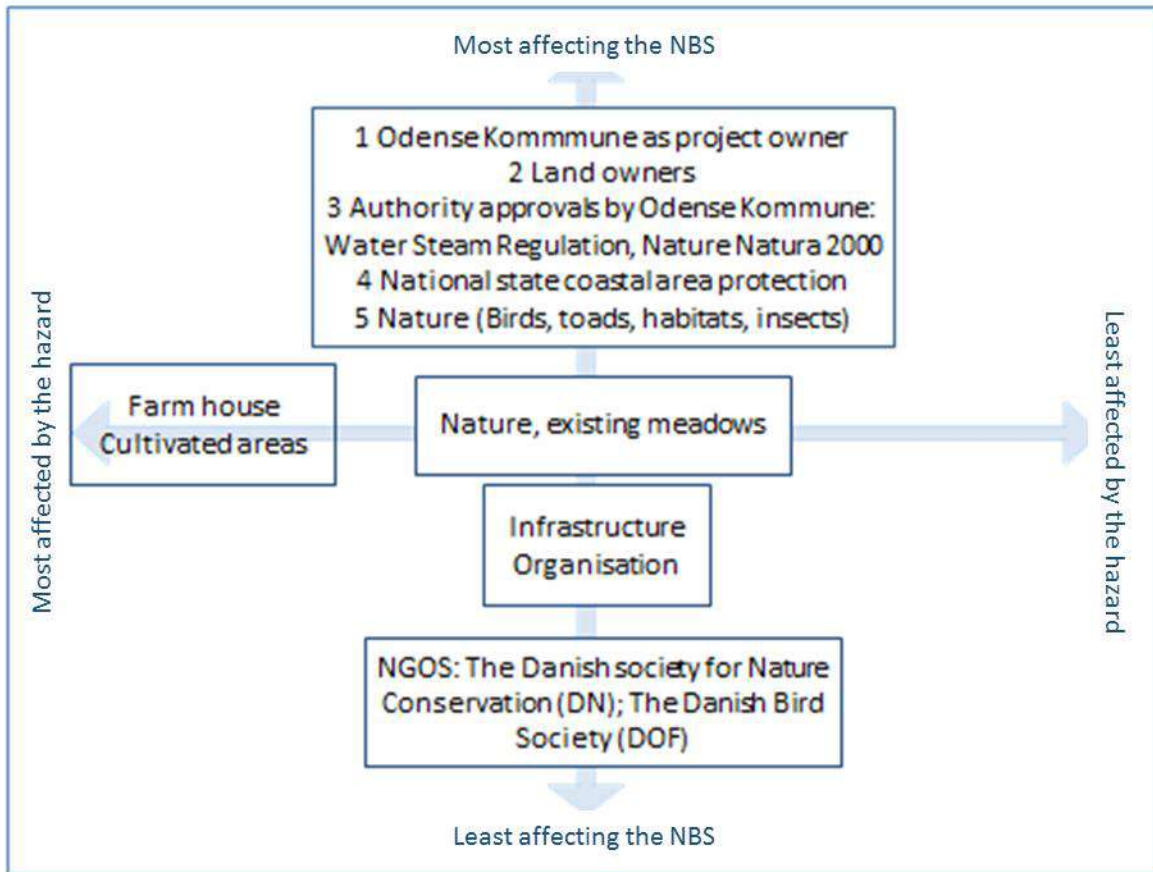 Most affecting the NBS
1 Odense Kommmune as project owner
2 Land owners
3 Authority approvals by Odense Kommune:
Water Steam Regulation, Nature Natura 2000
4 National state coastal area protection
5 Nature (Birds, toads, habitats, insects)
Most affected by the hazard
Farm house
Cultivated areas
Nature, existing meadows
Least affected by the hazard
Infrastructure
Organisation
NGOS: The Danish society for Nature
Conservation (DN); The Danish Bird
Society (DOF)
Least affecting the NBS